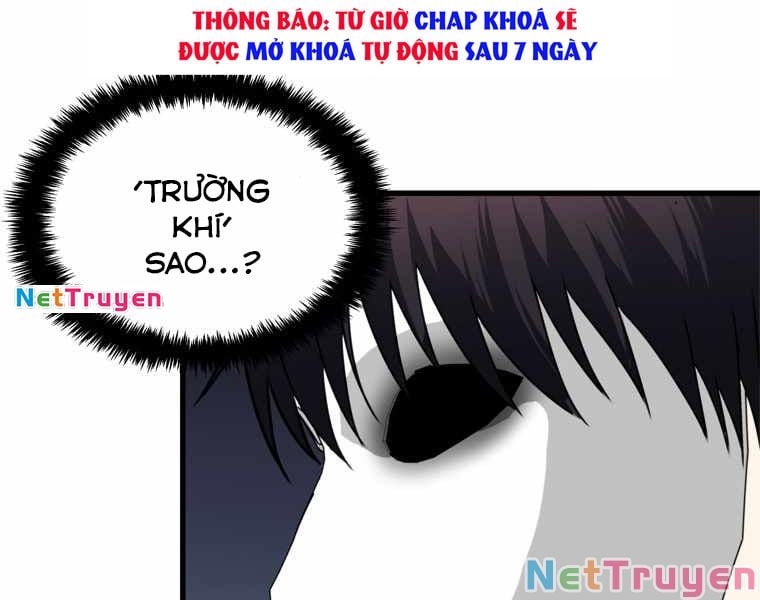 THÔNG BÁO: TỪ GIỜ CHAP KHOÁ SẼ
ĐƯỢC MỞ KHOÁ TỰ ĐỘNG SAU 7 NGÀY
'TRƯỜNG
KHÍ'
SAO...?
NetTruyen
NetTruyen